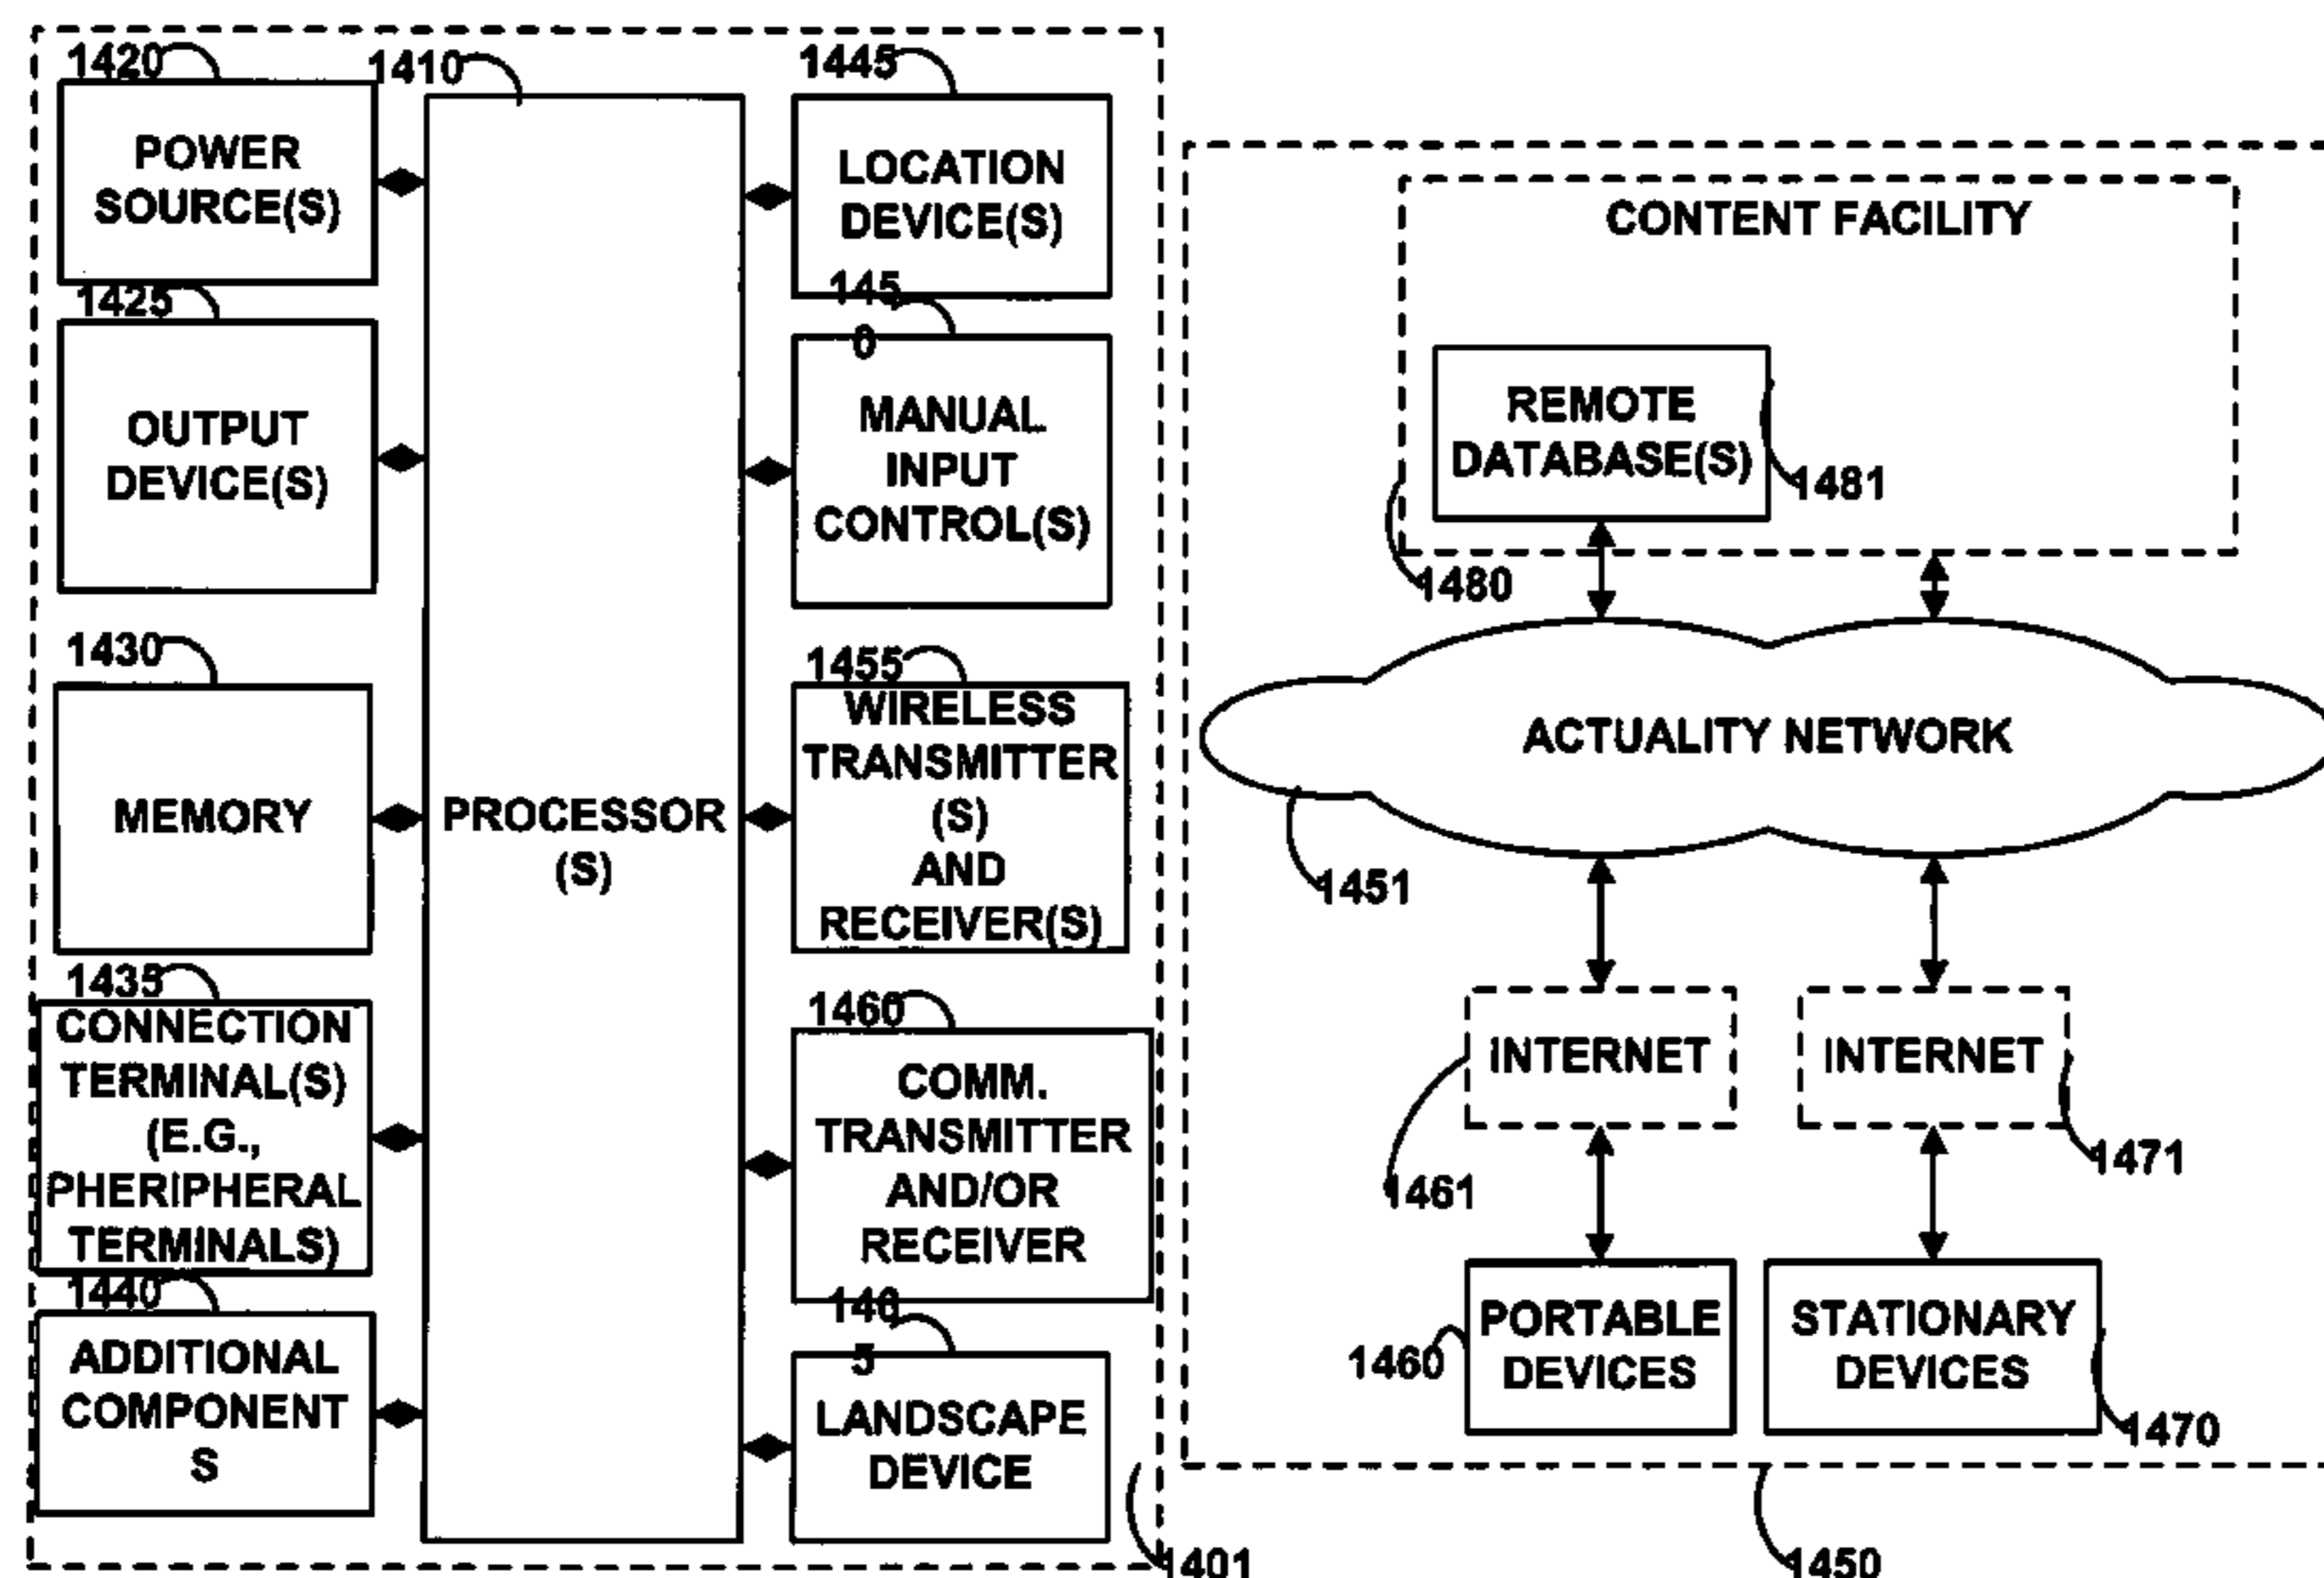 1420
POWER
SOURCE(S)
1425
OUTPUT
DEVICE(S)
1430
MEMORY
1435
CONNECTION
TERMINAL(S)
(E.G.,
PHERIPHERAL
TERMINALS)
1440
ADDITIONAL
COMPONENT
S
1410
PROCESSOR
(S)
1445
LOCATION
DEVICE(S)
145
0
MANUAL
INPUT
CONTROL(S)
1455
WIRELESS
TRANSMITTER
(S)
AND
RECEIVER(S)
1460
COMM.
TRANSMITTER
AND/OR
RECEIVER
146
5
LANDSCAPE
DEVICE
1401
CONTENT FACILITY
REMOTE
DATABASE(S)
1481
1480
ACTUALITY NETWORK
1451
INTERNET
1461
INTERNET
1471
PORTABLE
DEVICES
1460
STATIONARY
DEVICES
1470
1450